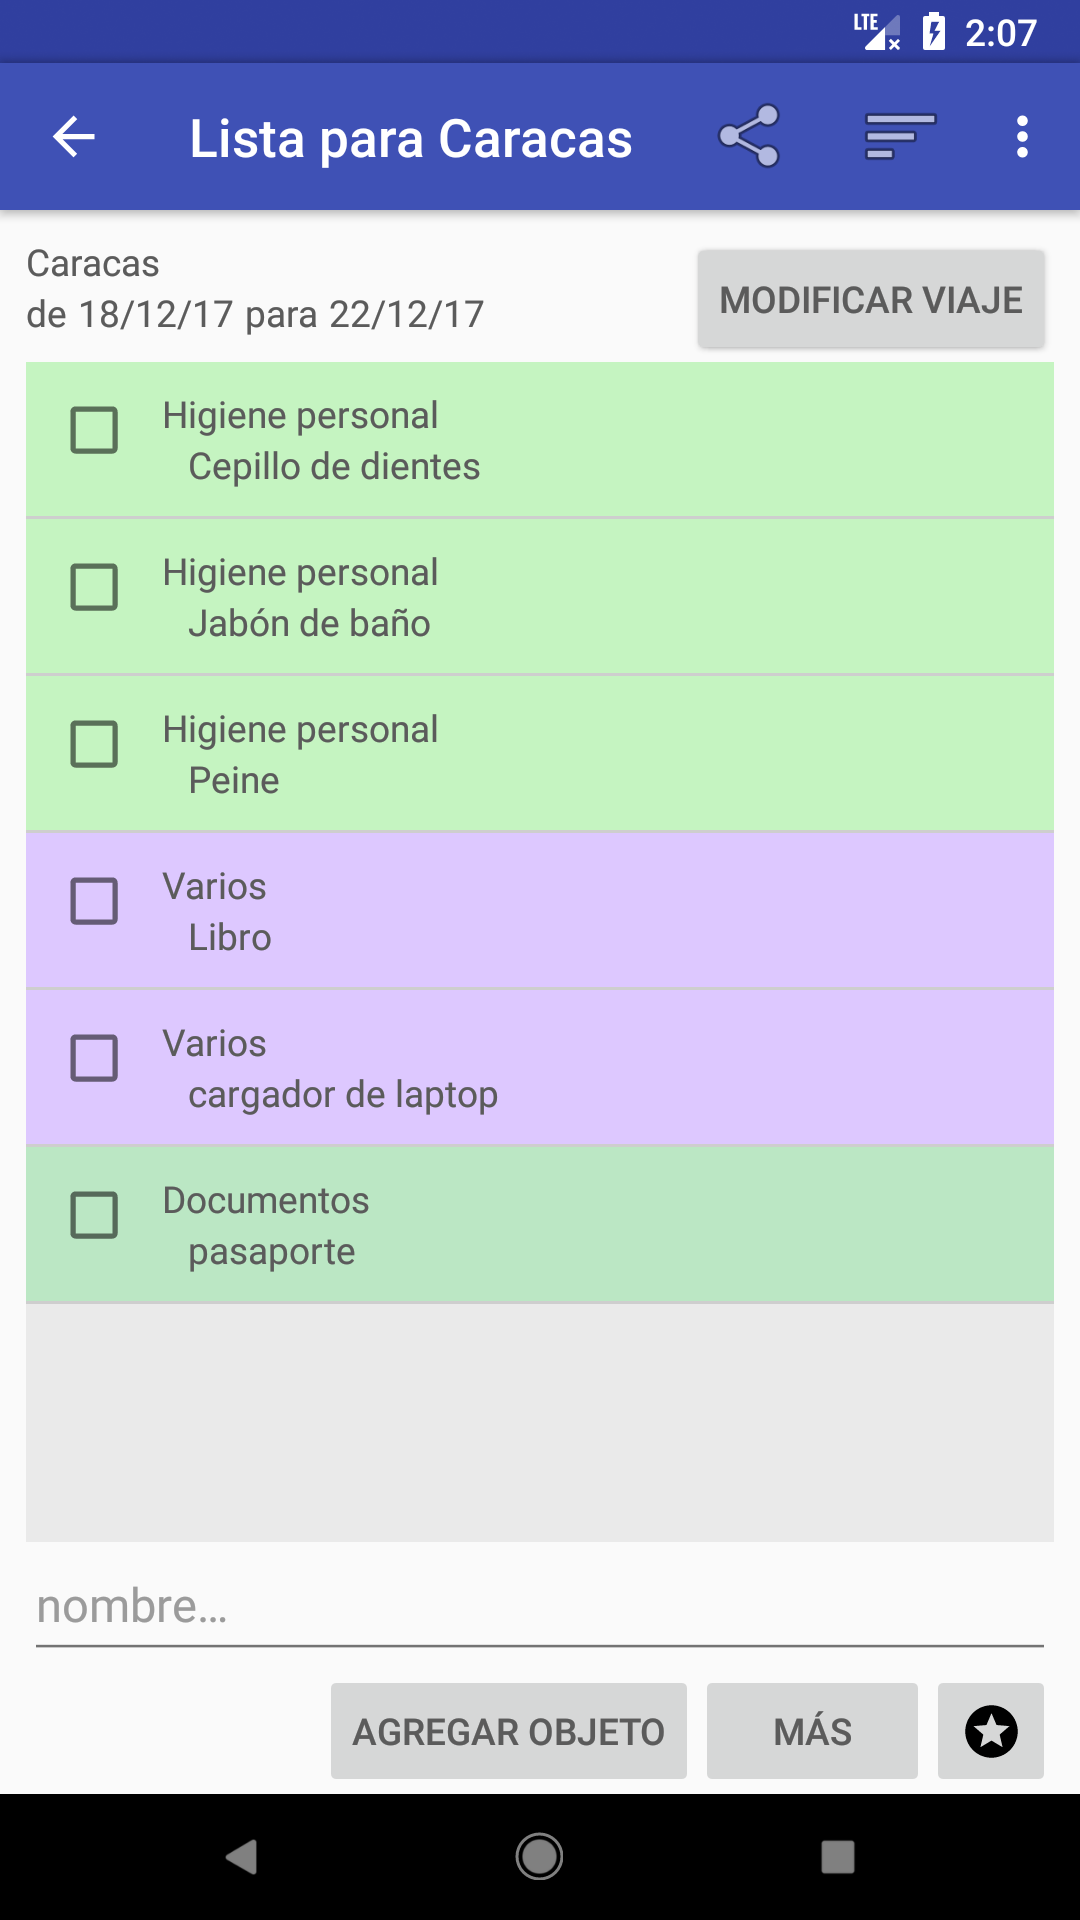 LTE 2:07
Lista para Caracas
Caracas
de 18/12/17 para 22/12/17
MODIFICAR VIAJE
Higiene personal
Cepillo de dientes
Higiene personal
Jabón de baño
Higiene personal
Peine
Varios
Libro
Varios
cargador de laptop
Documentos
pasaporte
nombre...
AGREGAR OBJETO MÁS